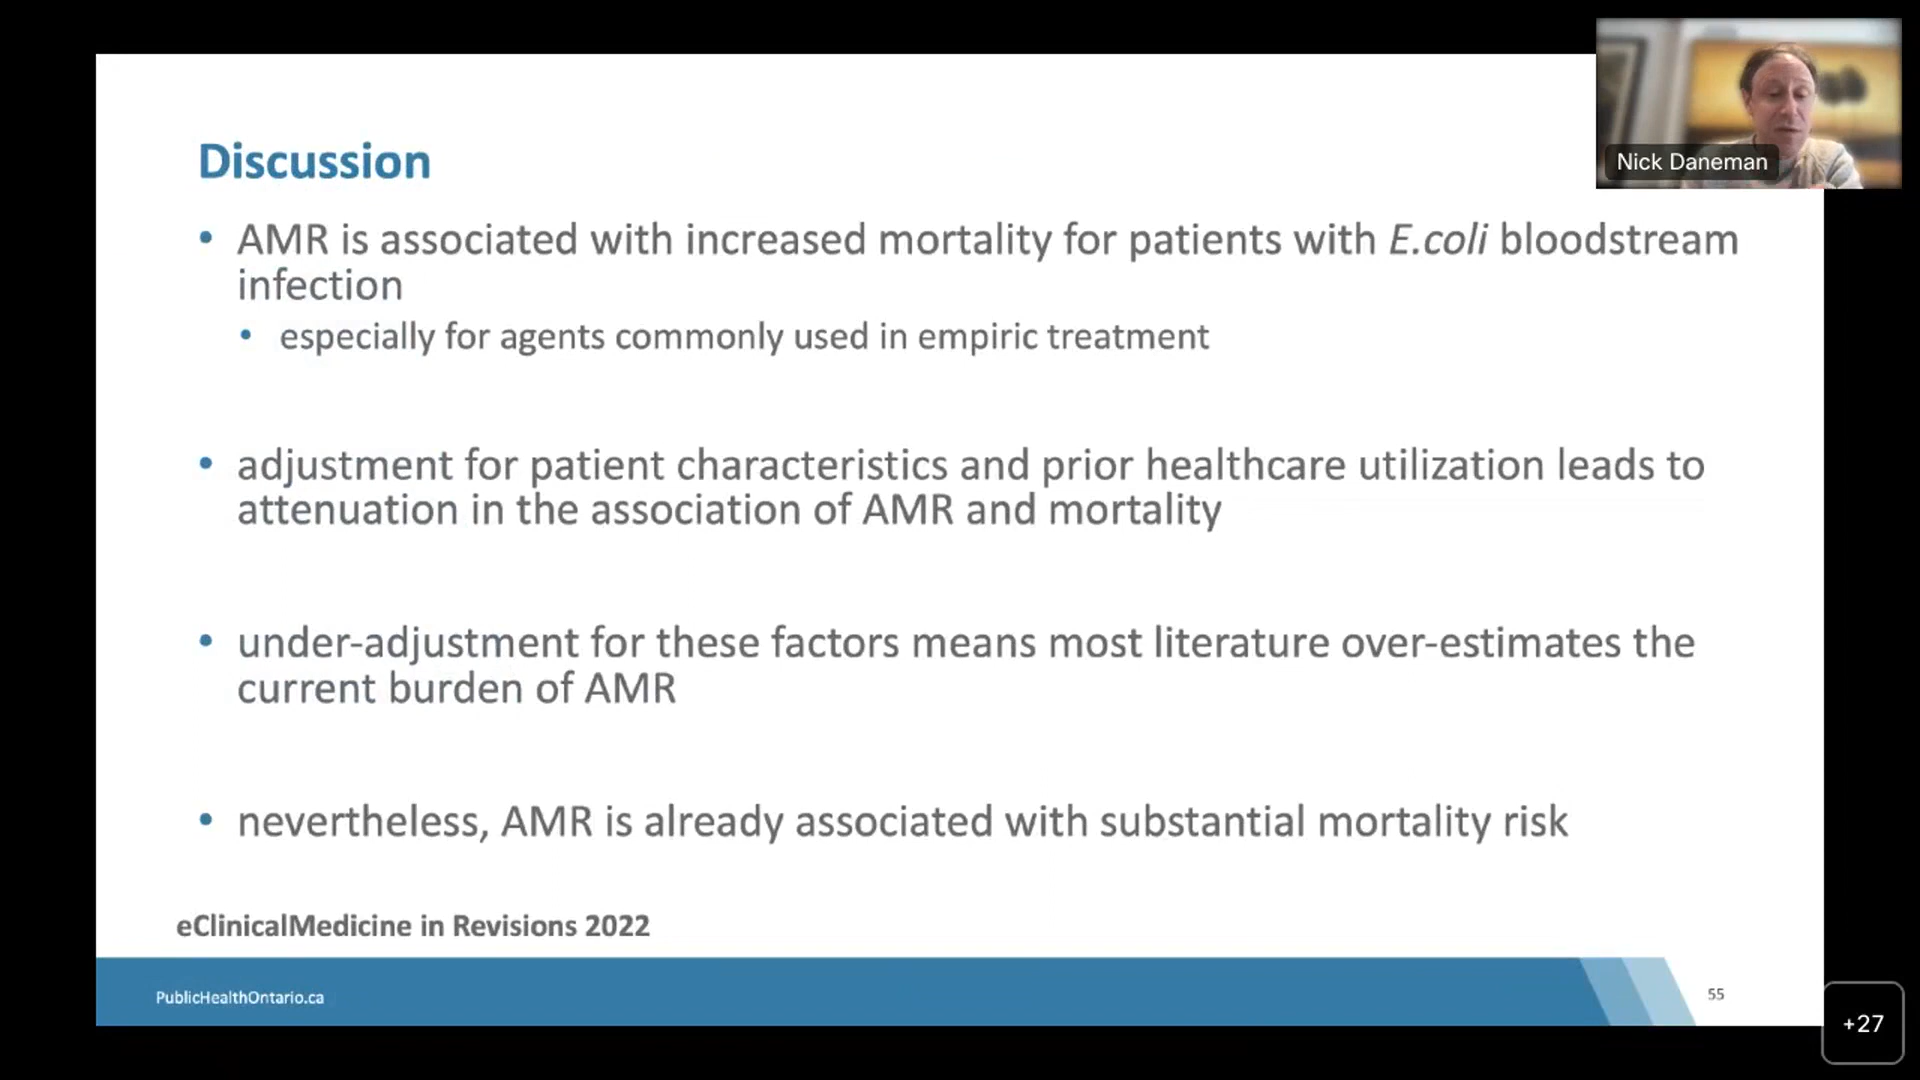 Discussion
Nick Daneman
• AMR is associated with increased mortality for patients with E.coli bloodstream
infection
• especially for agents commonly used in empiric treatment
• adjustment for patient characteristics and prior healthcare utilization leads to
attenuation in the association of AMR and mortality
• under-adjustment for these factors means most literature over-estimates the
current burden of AMR
• nevertheless, AMR is already associated with substantial mortality risk
eClinicalMedicine in Revisions 2022
PublicHealthOntario.ca
55
+27